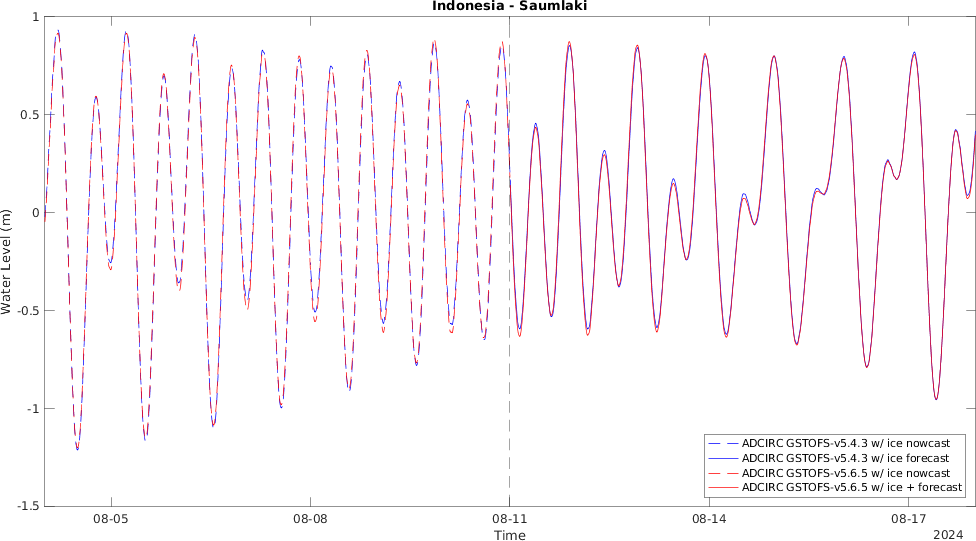 Indonesia - Saumlaki
1
0.5
0
-0.5
-1
-1.5
Water Level (m)
08-05
08-08
08-11
08-14
08-17
Time
2024
ADCIRC GSTOFS-v5.4.3 w/ ice nowcast
ADCIRC GSTOFS-v5.4.3 w/ ice forecast
ADCIRC GSTOFS-v5.6.5 w/ ice nowcast
ADCIRC GSTOFS-v5.6.5 w/ ice + forecast